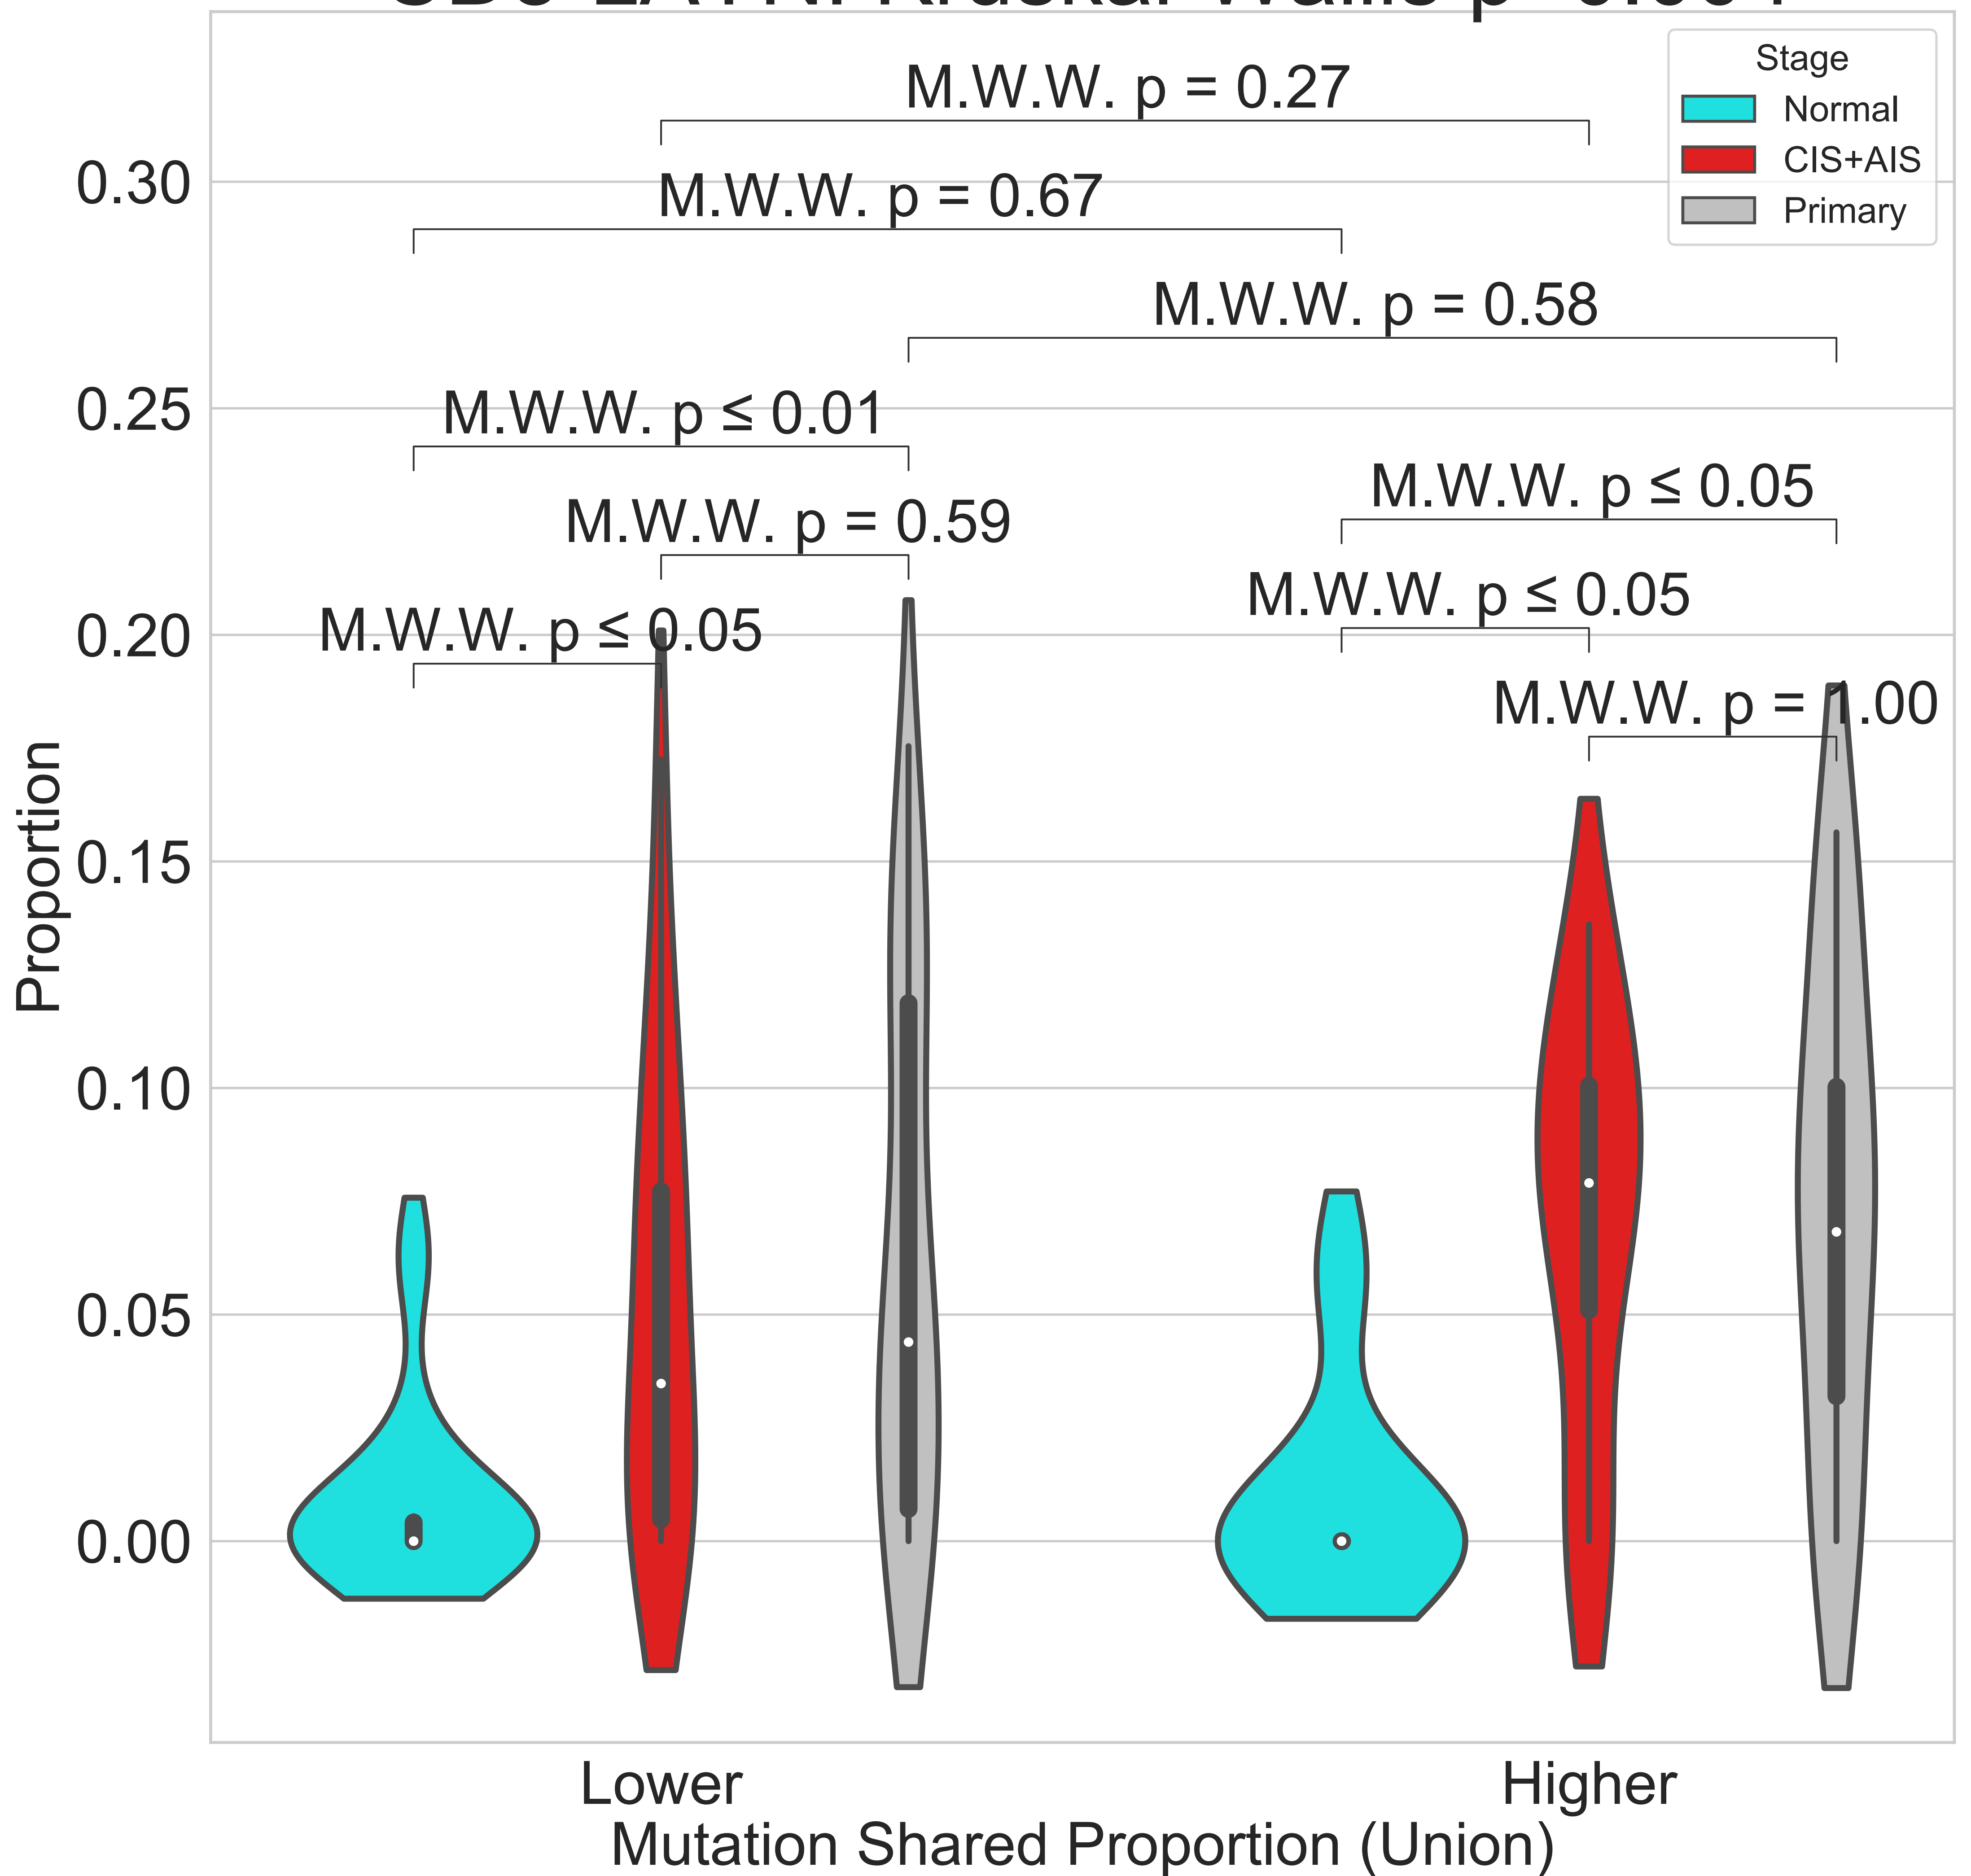 M.W.W. p = 0.27
Stage
Normal
CIS+AIS
Primary
M.W.W. p = 0.67
M.W.W. p = 0.58
M.W.W. p ≤ 0.01
M.W.W. p ≤ 0.05
M.W.W. p = 0.59
M.W.W. p ≤ 0.05
M.W.W. p ≤ 0.05
M.W.W. p = 1.00
0.30
0.25
0.20
0.15
0.10
0.05
0.00
Proportion
Lower
Higher
Mutation Shared Proportion (Union)